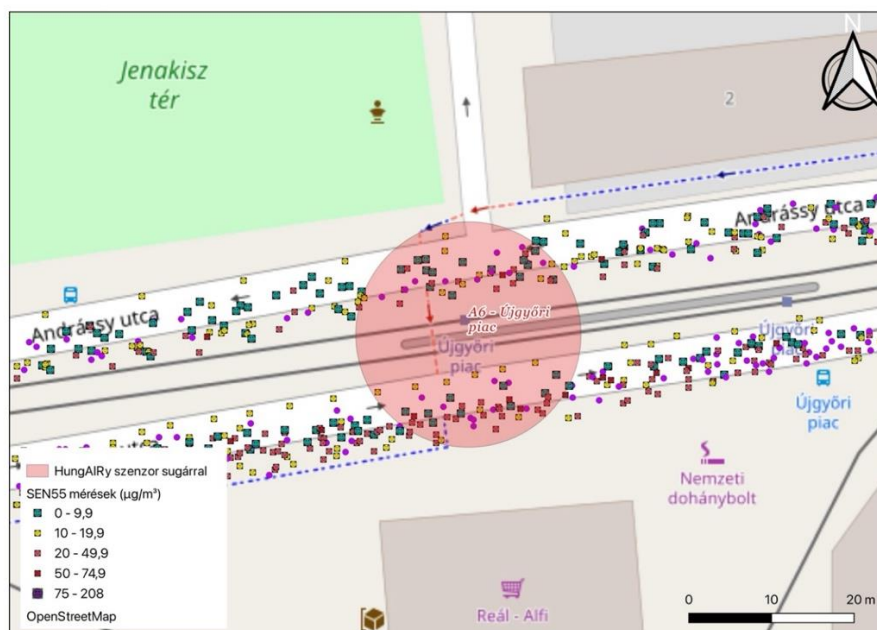 N
Jenakisz
tér
2
Andrássy utca
Andrássy utca
A6 - Újgyőri
piac
Újgyőri
piac
Újgyőri
piac
Újgyőri
piac
Nemzeti
dohánybolt
Reál - Alfi
HungAIRy szenzor sugárral
SEN55 mérések (µg/m³)
0 - 9,9
10 - 19,9
20 - 49,9
50 - 74,9
75 - 208
OpenStreetMap
0 10 20 m